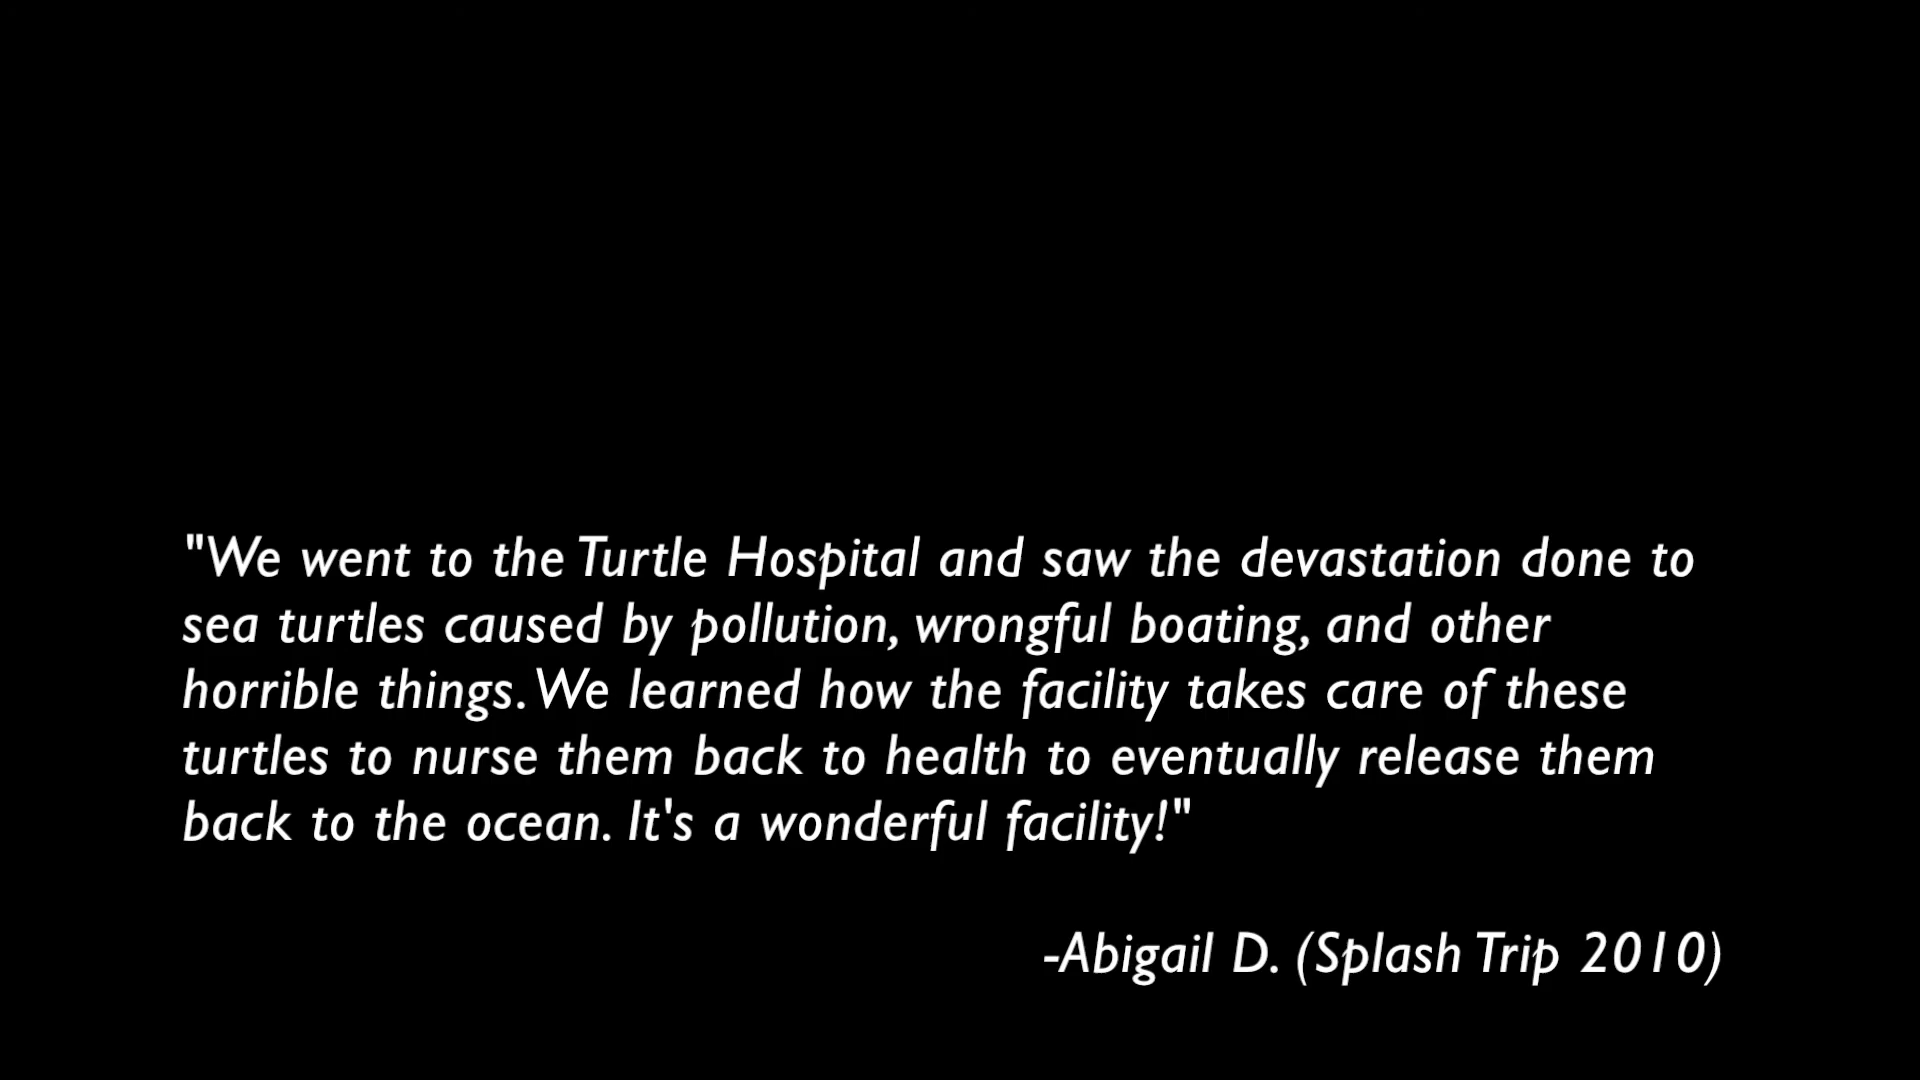 "We went to the Turtle Hospital and saw the devastation done to
sea turtles caused by pollution, wrongful boating, and other
horrible things. We learned how the facility takes care of these
turtles to nurse them back to health to eventually release them
back to the ocean. It's a wonderful facility!"
-Abigail D. (Splash Trip 2010)